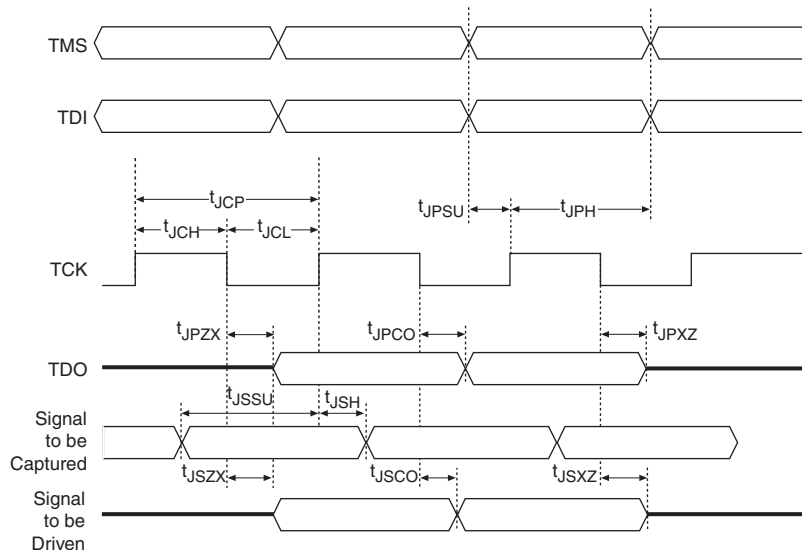 TMS
TDI
tJCP
tJPSU
tJPH
tJCH
tJCL
TCK
tJPZX
tJPCO
tJPXZ
TDO
tJSSU
tJSH
Signal
to be
Captured
tJSZX
tJSCO
tJSXZ
Signal
to be
Driven